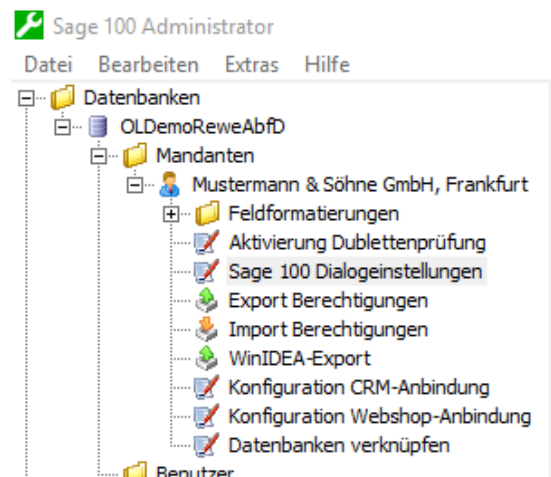 Sage 100 Administrator
Datei Bearbeiten Extras Hilfe
Datenbanken
OLDemoReweAbfD
Mandanten
Mustermann & Söhne GmbH, Frankfurt
Feldformatierungen
Aktivierung Dublettenprüfung
Sage 100 Dialogeinstellungen
Export Berechtigungen
Import Berechtigungen
WinIDEA-Export
Konfiguration CRM-Anbindung
Konfiguration Webshop-Anbindung
Datenbanken verknüpfen
Benutzer